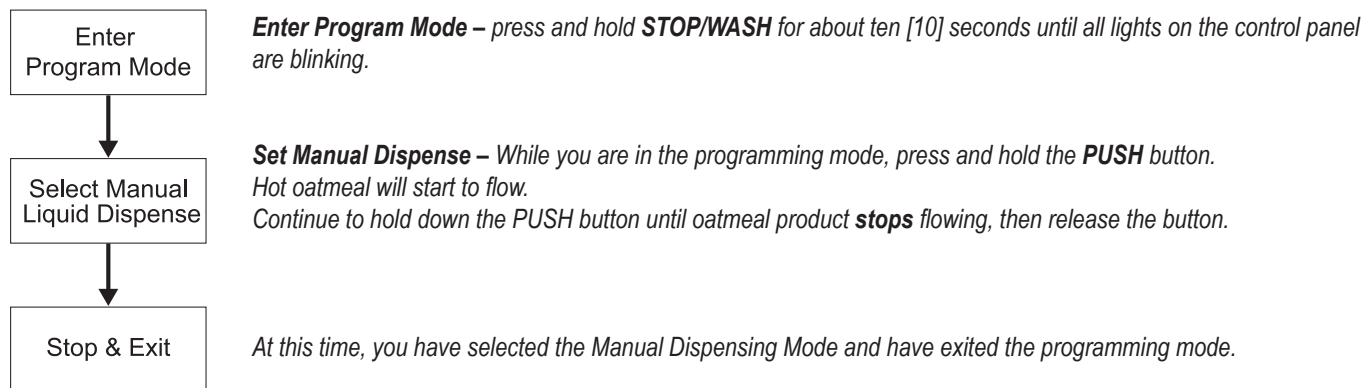 Enter
Program Mode
Enter Program Mode – press and hold STOP/WASH for about ten [10] seconds until all lights on the control panel
are blinking.
Select Manual
Liquid Dispense
Set Manual Dispense – While you are in the programming mode, press and hold the PUSH button.
Hot oatmeal will start to flow.
Continue to hold down the PUSH button until oatmeal product stops flowing, then release the button.
Stop & Exit
At this time, you have selected the Manual Dispensing Mode and have exited the programming mode.